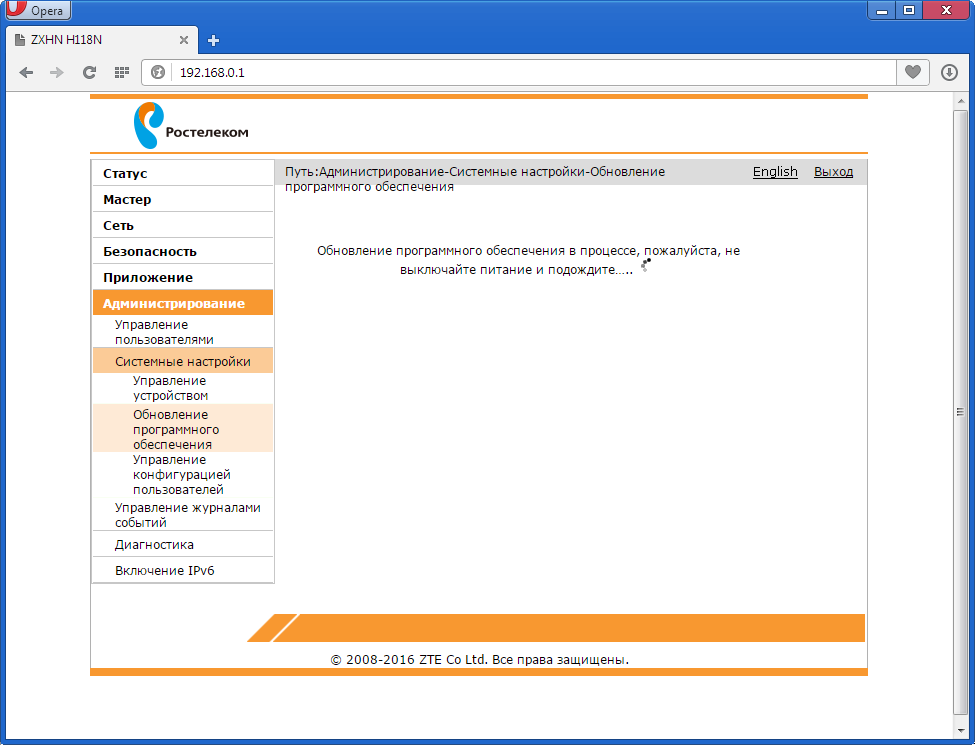 Opera
ZXHN H118N
192.168.0.1
Ростелеком
Статус
Мастер
Сеть
Безопасность
Приложение
Администрирование
Управление
пользователями
Системные настройки
Управление
устройством
Обновление
программного
обеспечения
Управление
конфигурацией
пользователей
Управление журналами
событий
Диагностика
Включение IPv6
Путь:Администрирование-Системные настройки-Обновление
программного обеспечения
English Выход
Обновление программного обеспечения в процессе, пожалуйста, не
выключайте питание и подождите.....
© 2008-2016 ZTE Co Ltd. Все права защищены.